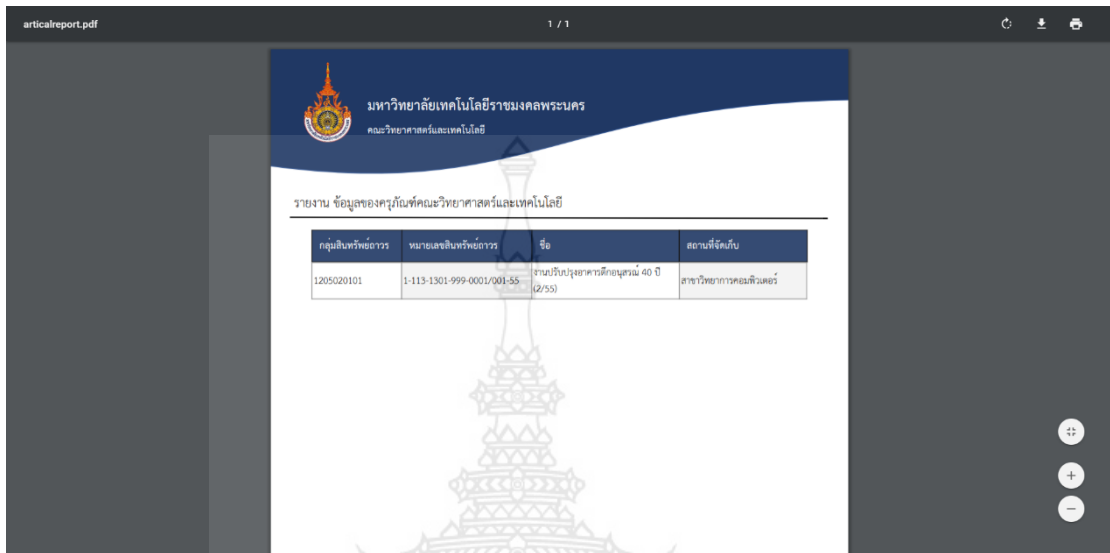 articalreport.pdf
1 / 1
มหาวิทยาลัยเทคโนโลยีราชมงคลพระนคร
คณะวิทยาศาสตร์และเทคโนโลยี
รายงาน ข้อมูลของครุภัณฑ์คณะวิทยาศาสตร์และเทคโนโลยี
กลุ่มสินทรัพย์ถาวร หมายเลขสินทรัพย์ถาวร ชื่อ สถานที่จัดเก็บ
1205020101 1-113-1301-999-0001/001-55 งานปรับปรุงอาคารตึกอนุสรณ์ 40 ปี (2/55) สาขาวิทยาการคอมพิวเตอร์